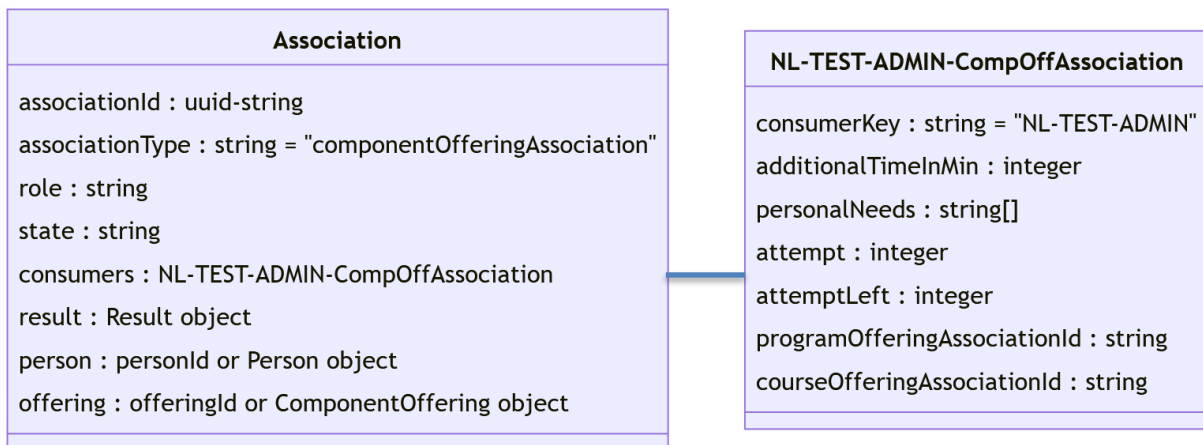 Association
associationId : uuid-string
associationType : string = "componentOfferingAssociation"
role : string
state : string
consumers : NL-TEST-ADMIN-CompOffAssociation
result : Result object
person : personId or Person object
offering : offeringId or ComponentOffering object
NL-TEST-ADMIN-CompOffAssociation
consumerKey : string = "NL-TEST-ADMIN"
additionalTimeInMin : integer
personalNeeds : string[]
attempt : integer
attemptLeft : integer
programOfferingAssociationId : string
courseOfferingAssociationId : string